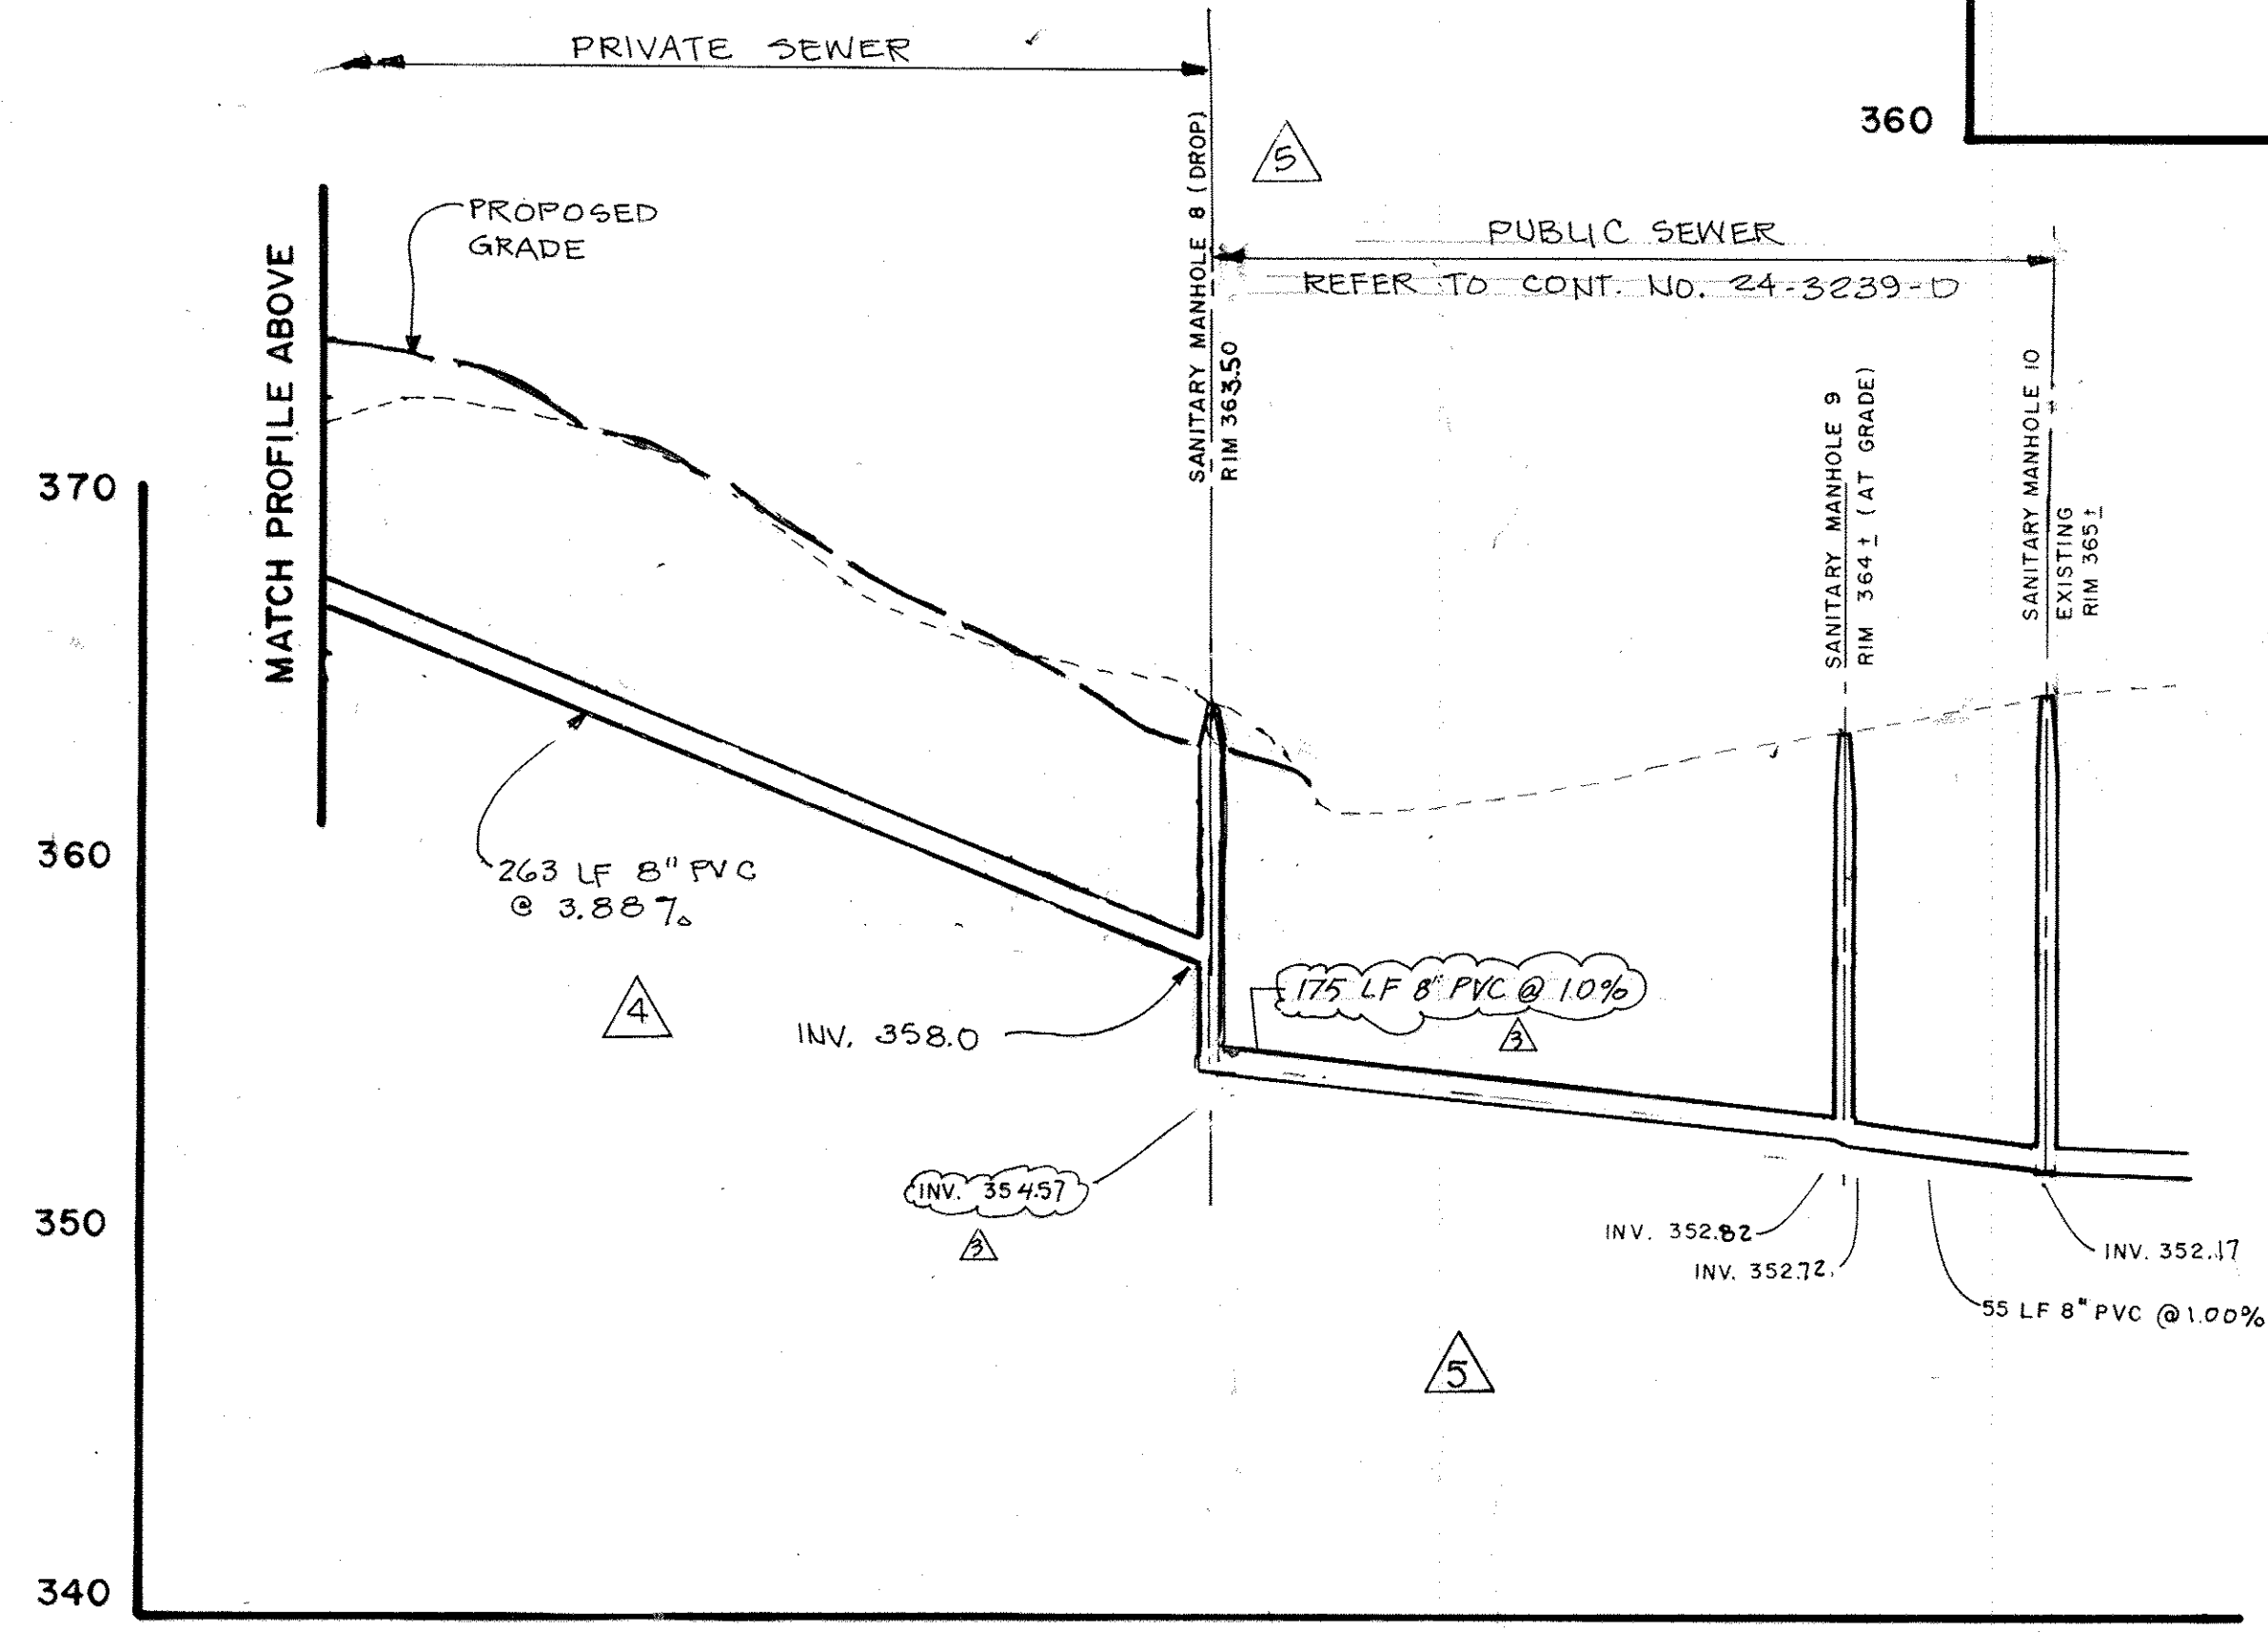 PRIVATE SEWER
360
5
PROPOSED
GRADE
PUBLIC SEWER
REFER TO CONT. NO. 24-3239-D
MATCH PROFILE ABOVE
SANITARY MANHOLE 8 (DROP)
RIM 363.50
SANITARY MANHOLE 9
RIM 364± (AT GRADE)
SANITARY MANHOLE 10
EXISTING
RIM 365±
370
360
263 LF 8" PVC
@ 3.88%
4
INV. 358.0
175 LF 8" PVC @ 1.0%
3
INV. 354.57
3
350
INV. 352.82
INV. 352.72
INV. 352.17
55 LF 8" PVC @ 1.00%
5
340